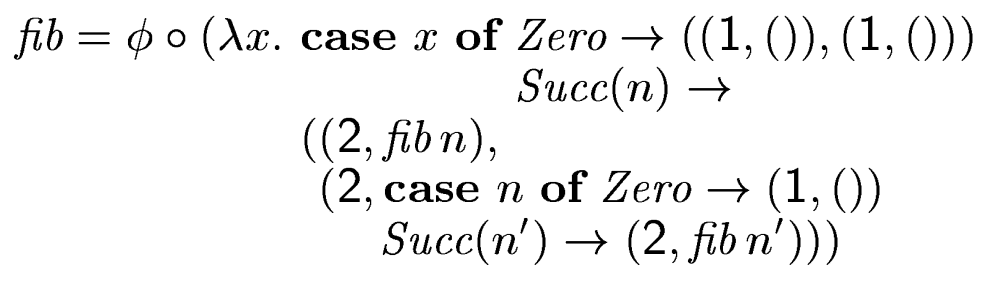 fib = ϕ ∘ (λx. case x of Zero → ((1, ()), (1, ()))
Succ(n) →
((2, fib n),
(2, case n of Zero → (1, ())
Succ(n′) → (2, fib n′)))